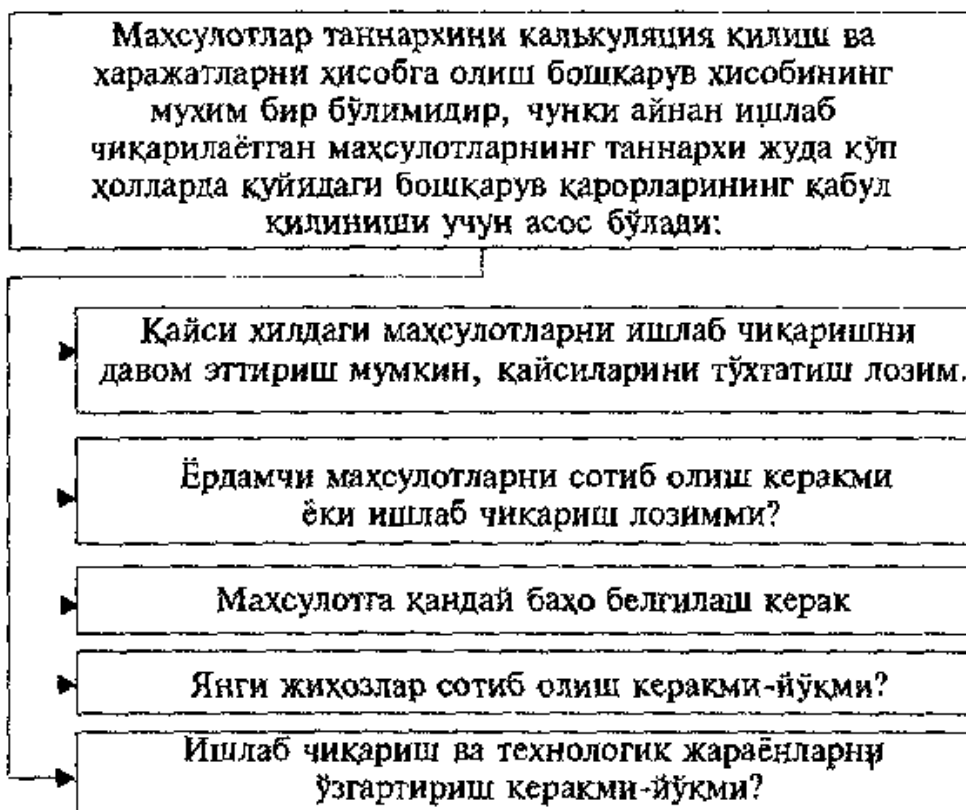 Маҳсулотлар таннархини калькуляция қилиш ва
харажатларни ҳисобга олиш бошқарув ҳисобининг
муҳим бир бўлимидир, чунки айнан ишлаб
чиқарилаётган маҳсулотларнинг таннархи жуда кўп
ҳолларда қуйидаги бошқарув қарорларининг қабул
қилиниши учун асос бўлади:
Қайси хилдаги маҳсулотларни ишлаб чиқаришни
давом эттириш мумкин, қайсиларини тўхтатиш лозим.
Ёрдамчи маҳсулотларни сотиб олиш керакми
ёки ишлаб чиқариш лозимми?
Маҳсулотга қандай баҳо белгилаш керак
Янги жиҳозлар сотиб олиш керакми-йўқми?
Ишлаб чиқариш ва технологик жараёнларни
ўзгартириш керакми-йўқми?